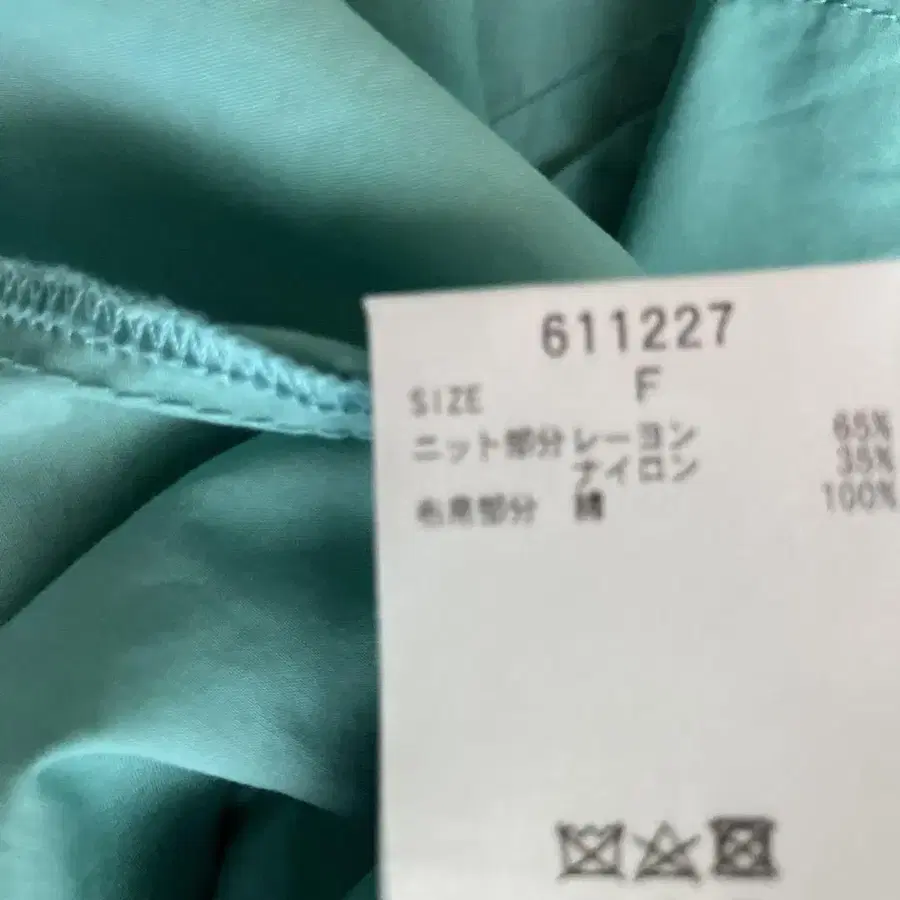 611227
SIZE F
ニット部分 レーヨン 65%
ナイロン 35%
布帛部分 綿 100%